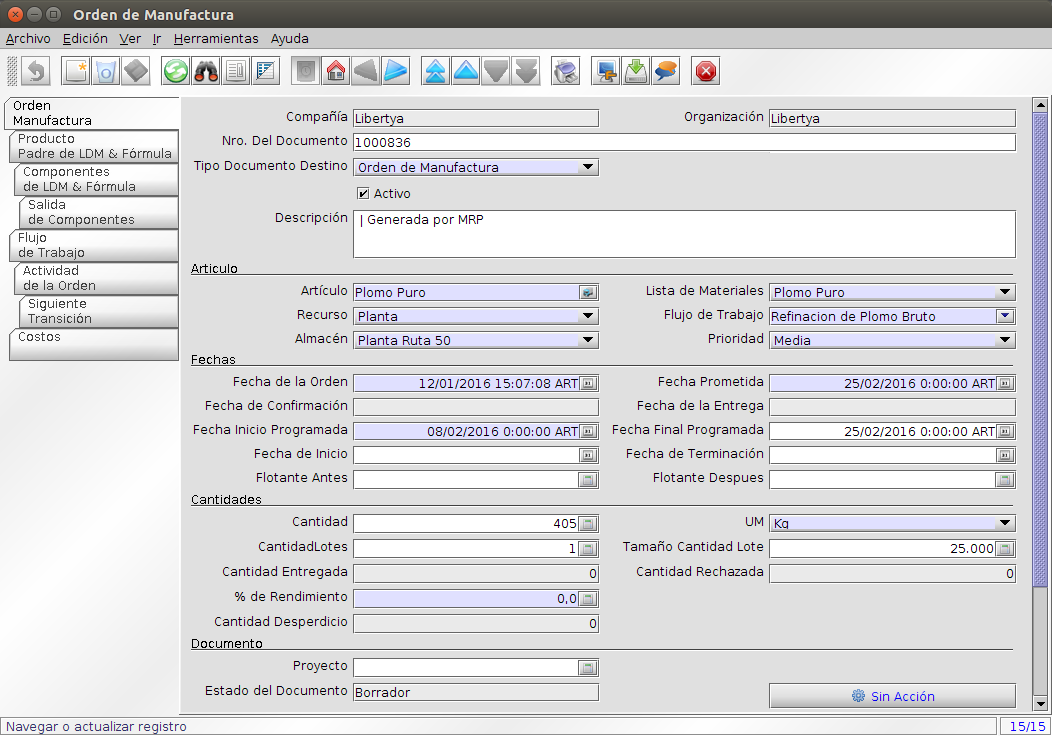 Orden de Manufactura
Archivo Edición Ver Ir Herramientas Ayuda
Orden
Manufactura
Producto
Padre de LDM & Fórmula
Componentes
de LDM & Fórmula
Salida
de Componentes
Flujo
de Trabajo
Actividad
de la Orden
Siguiente
Transición
Costos
Compañía Libertya Organización Libertya
Nro. Del Documento 1000836
Tipo Documento Destino Orden de Manufactura
Activo
Descripción | Generada por MRP
Articulo
Artículo Plomo Puro Lista de Materiales Plomo Puro
Recurso Planta Flujo de Trabajo Refinacion de Plomo Bruto
Almacén Planta Ruta 50 Prioridad Media
Fechas
Fecha de la Orden 12/01/2016 15:07:08 ART Fecha Prometida 25/02/2016 0:00:00 ART
Fecha de Confirmación Fecha de la Entrega
Fecha Inicio Programada 08/02/2016 0:00:00 ART Fecha Final Programada 25/02/2016 0:00:00 ART
Fecha de Inicio Fecha de Terminación
Flotante Antes Flotante Despues
Cantidades
Cantidad 405 UM Kg
CantidadLotes 1 Tamaño Cantidad Lote 25.000
Cantidad Entregada 0 Cantidad Rechazada 0
% de Rendimiento 0,0
Cantidad Desperdicio 0
Documento
Proyecto
Estado del Documento Borrador Sin Acción
Navegar o actualizar registro 15/15